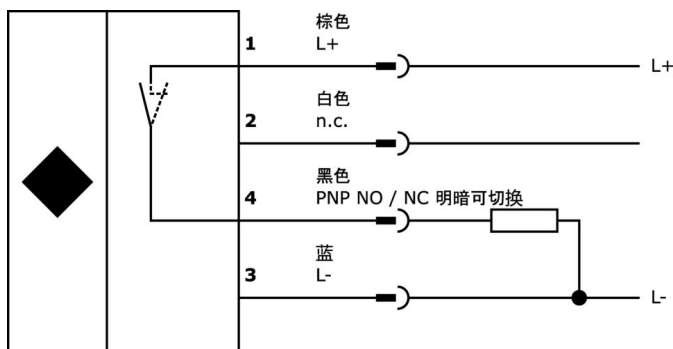 棕色
1 L+
L+
白色
2 n.c.
黑色
4 PNP NO / NC 明暗可切换
蓝
3 L-
L-